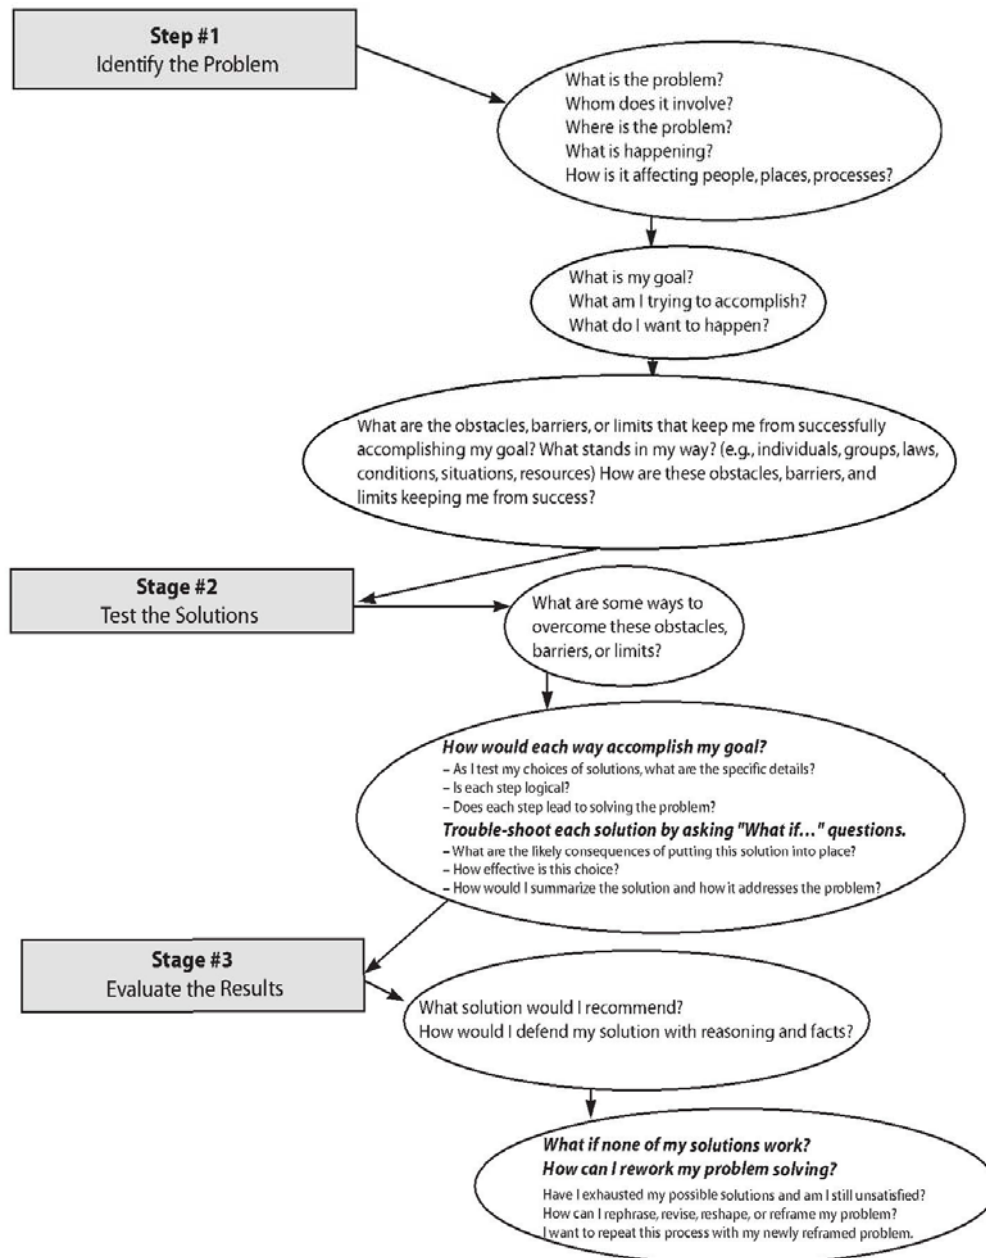 Step #1
Identify the Problem
What is the problem?
Whom does it involve?
Where is the problem?
What is happening?
How is it affecting people, places, processes?
What is my goal?
What am I trying to accomplish?
What do I want to happen?
What are the obstacles, barriers, or limits that keep me from successfully
accomplishing my goal? What stands in my way? (e.g., individuals, groups, laws,
conditions, situations, resources) How are these obstacles, barriers, and
limits keeping me from success?
Stage #2
Test the Solutions
What are some ways to
overcome these obstacles,
barriers, or limits?
How would each way accomplish my goal?
– As I test my choices of solutions, what are the specific details?
– Is each step logical?
– Does each step lead to solving the problem?
Trouble-shoot each solution by asking "What if…" questions.
– What are the likely consequences of putting this solution into place?
– How effective is this choice?
– How would I summarize the solution and how it addresses the problem?
Stage #3
Evaluate the Results
What solution would I recommend?
How would I defend my solution with reasoning and facts?
What if none of my solutions work?
How can I rework my problem solving?
Have I exhausted my possible solutions and am I still unsatisfied?
How can I rephrase, revise, reshape, or reframe my problem?
I want to repeat this process with my newly reframed problem.